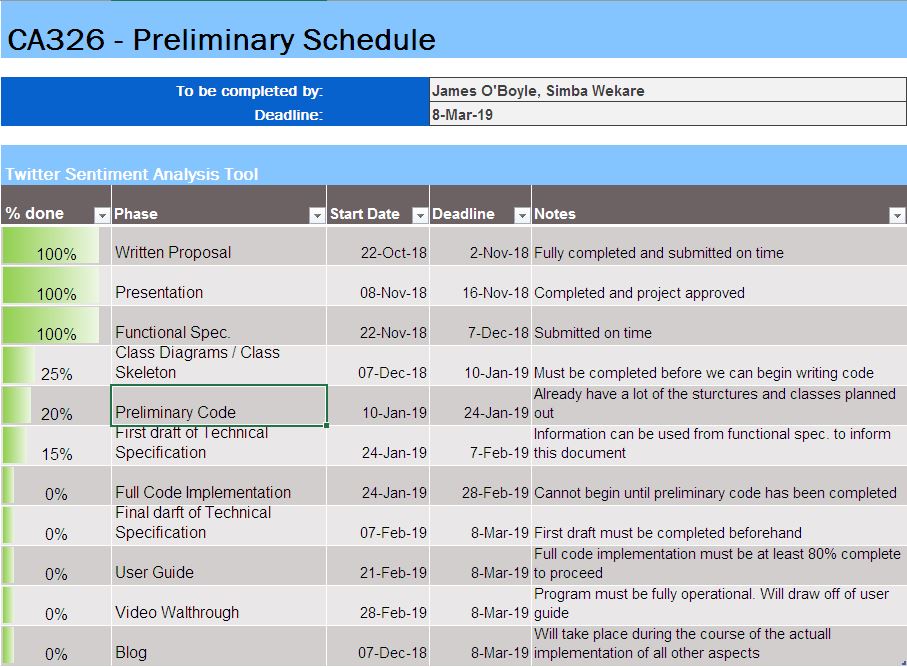 CA326 - Preliminary Schedule
To be completed by: James O'Boyle, Simba Wekare
Deadline: 8-Mar-19
Twitter Sentiment Analysis Tool
% done Phase Start Date Deadline Notes
100% Written Proposal 22-Oct-18 2-Nov-18 Fully completed and submitted on time
100% Presentation 08-Nov-18 16-Nov-18 Completed and project approved
100% Functional Spec. 22-Nov-18 7-Dec-18 Submitted on time
Class Diagrams / Class
25% Skeleton 07-Dec-18 10-Jan-19 Must be completed before we can begin writing code
Already have a lot of the sturctures and classes planned
20% Preliminary Code 10-Jan-19 24-Jan-19 out
First draft of Technical Information can be used from functional spec. to inform
15% Specification 24-Jan-19 7-Feb-19 this document
0% Full Code Implementation 24-Jan-19 28-Feb-19 Cannot begin until preliminary code has been completed
Final darft of Technical
0% Specification 07-Feb-19 8-Mar-19 First draft must be completed beforehand
Full code implementation must be at least 80% complete
0% User Guide 21-Feb-19 8-Mar-19 to proceed
Program must be fully operational. Will draw off of user
0% Video Walthrough 28-Feb-19 8-Mar-19 guide
Will take place during the course of the actuall
0% Blog 07-Dec-18 8-Mar-19 implementation of all other aspects